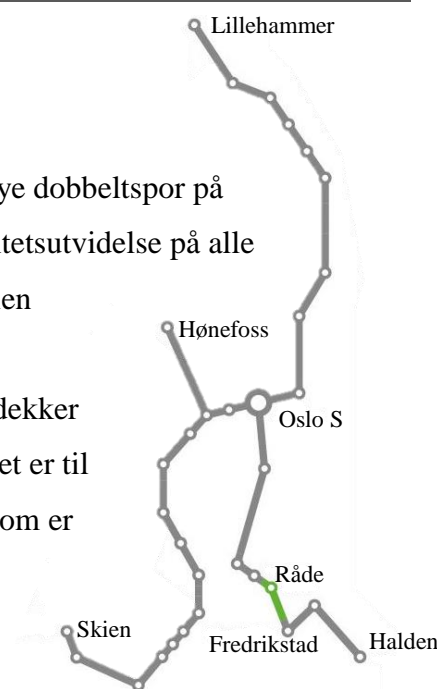 Lillehammer
ye dobbeltspor på
tetsutvidelse på alle
en
Hønefoss
dekker
Oslo S
et er til
om er
Råde
Skien
Fredrikstad
Halden